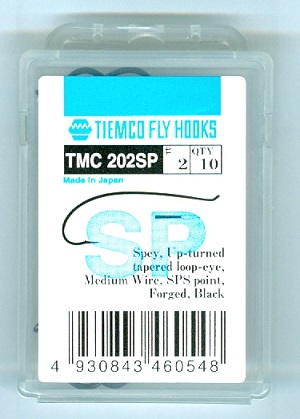 TIEMCO FLY HOOKS
TMC 202SP # 2 QTY 10
Made in Japan
SP
Spey, Up-turned
tapered loop-eye,
Medium Wire, SPS point,
Forged, Black
4 930843 460548